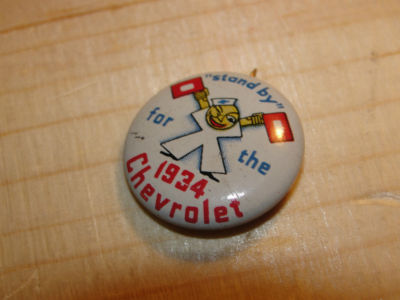 "stand by"
for
the
1934
Chevrolet